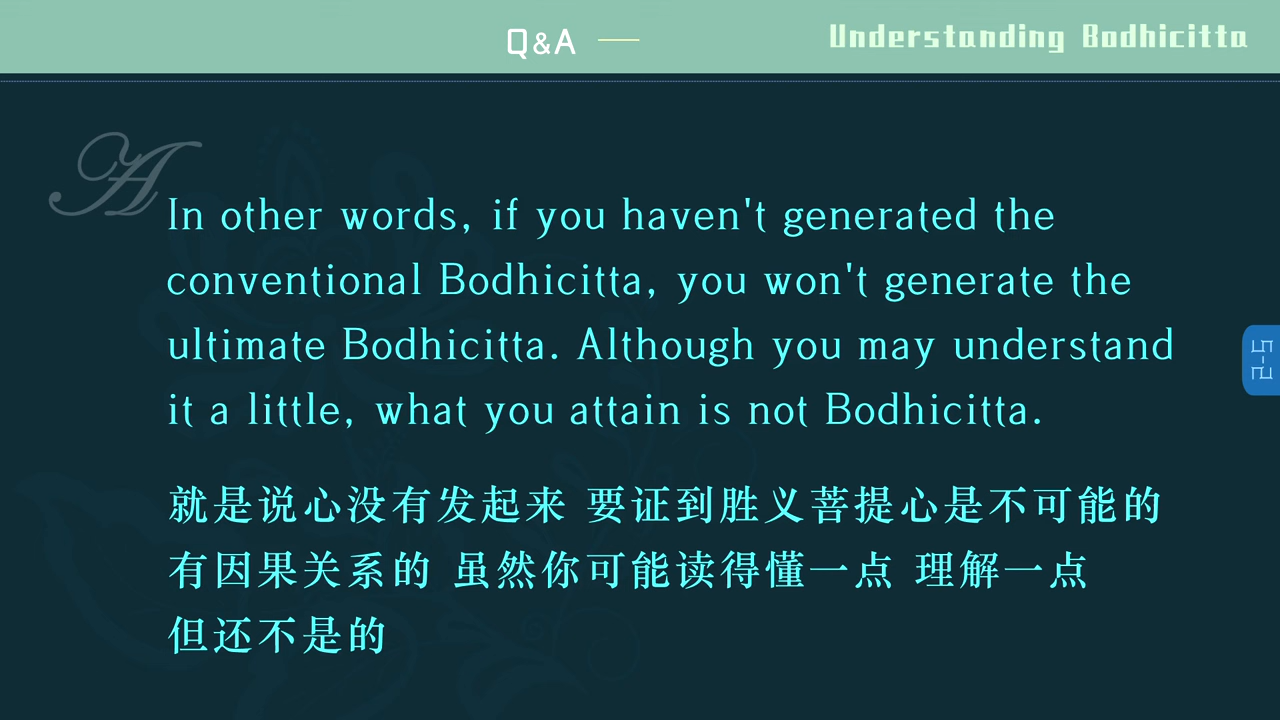 Q&A
Understanding Bodhicitta
A
In other words, if you haven't generated the
conventional Bodhicitta, you won't generate the
ultimate Bodhicitta. Although you may understand
it a little, what you attain is not Bodhicitta.
就是说心没有发起来 要证到胜义菩提心是不可能的
有因果关系的 虽然你可能读得懂一点 理解一点
但还不是的
5-2